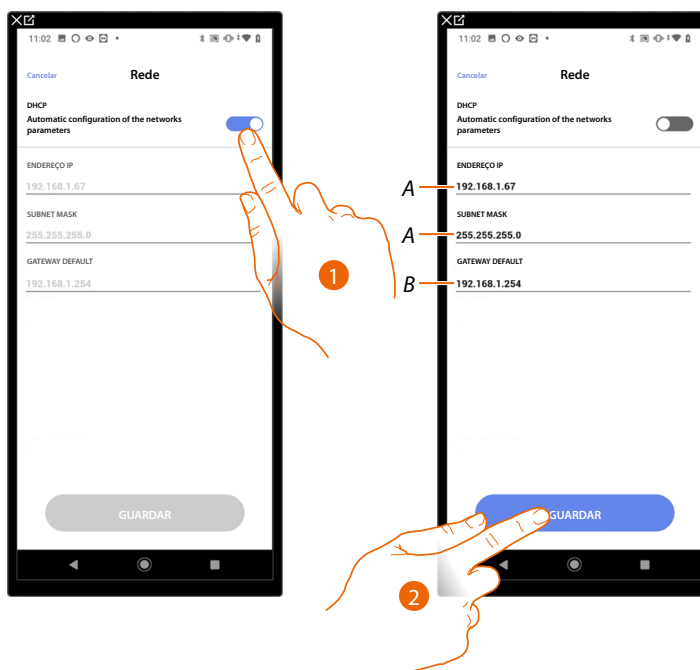 11:02
Cancelar
Rede
DHCP
Automatic configuration of the networks
parameters
ENDEREÇO IP
192.168.1.67
SUBNET MASK
255.255.255.0
GATEWAY DEFAULT
192.168.1.254
GUARDAR
1
11:02
Cancelar
Rede
DHCP
Automatic configuration of the networks
parameters
ENDEREÇO IP
A
192.168.1.67
SUBNET MASK
A
255.255.255.0
GATEWAY DEFAULT
B
192.168.1.254
GUARDAR
2